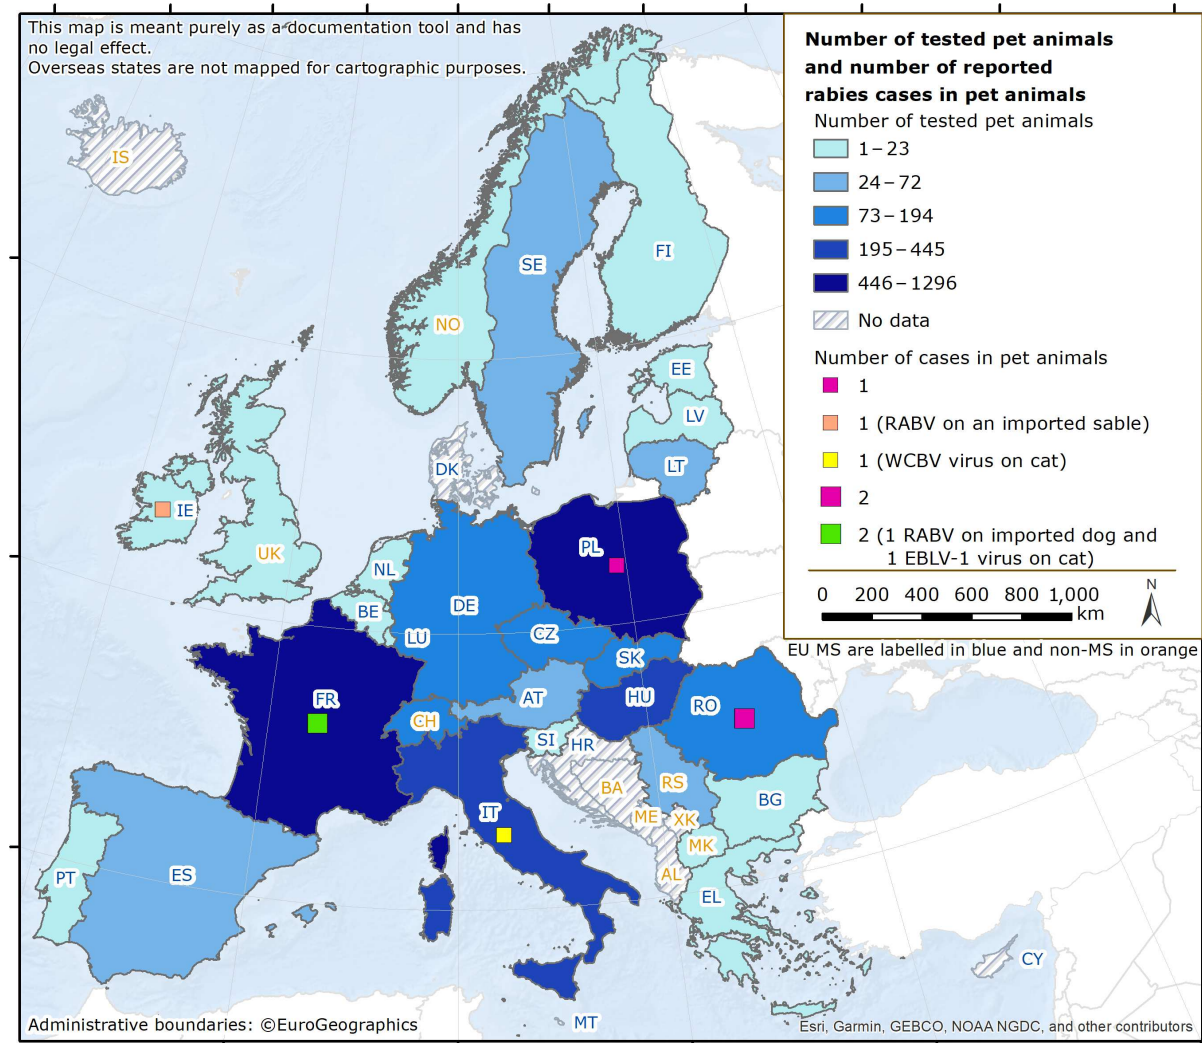 This map is meant purely as a documentation tool and has
no legal effect.
Overseas states are not mapped for cartographic purposes.
Number of tested pet animals
and number of reported
rabies cases in pet animals
Number of tested pet animals
1–23
24–72
73–194
195–445
446–1296
No data
Number of cases in pet animals
1
1 (RABV on an imported sable)
1 (WCBV virus on cat)
2
2 (1 RABV on imported dog and
1 EBLV-1 virus on cat)
0 200 400 600 800 1,000
km
N
EU MS are labelled in blue and non-MS in orange
IS
SE
FI
NO
EE
LV
DK
LT
IE
UK
PL
NL
DE
BE
LU
CZ
SK
FR
AT
HU
RO
CH
SI
HR
RS
BA
BG
IT
ME
XK
MK
PT
ES
AL
EL
CY
MT
Administrative boundaries: ©EuroGeographics
Esri, Garmin, GEBCO, NOAA NGDC, and other contributors